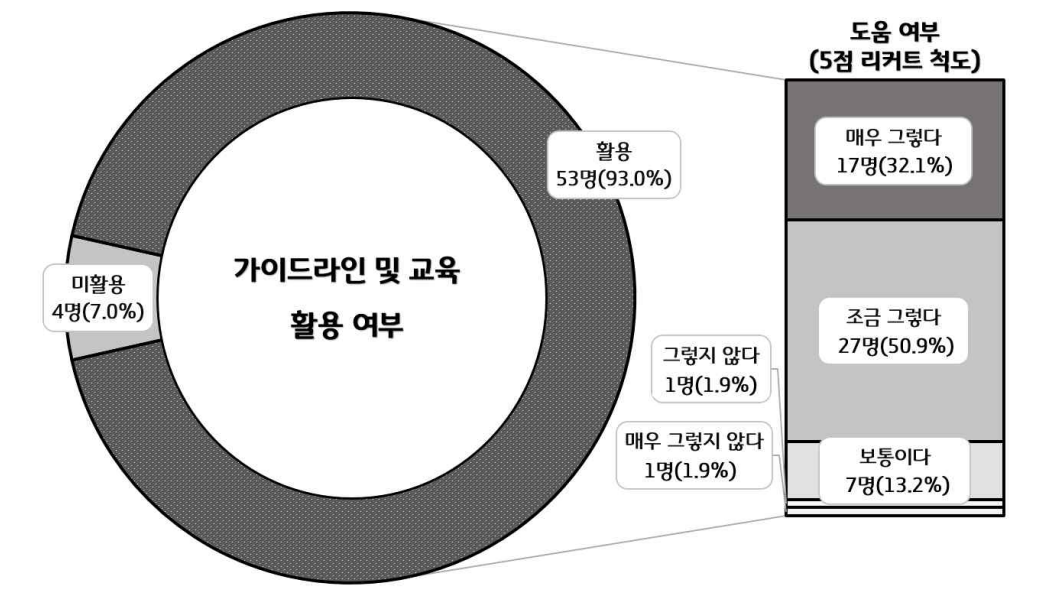 도움 여부
(5점 리커트 척도)
활용
53명(93.0%)
매우 그렇다
17명(32.1%)
가이드라인 및 교육
활용 여부
미활용
4명(7.0%)
조금 그렇다
27명(50.9%)
그렇지 않다
1명(1.9%)
매우 그렇지 않다
1명(1.9%)
보통이다
7명(13.2%)